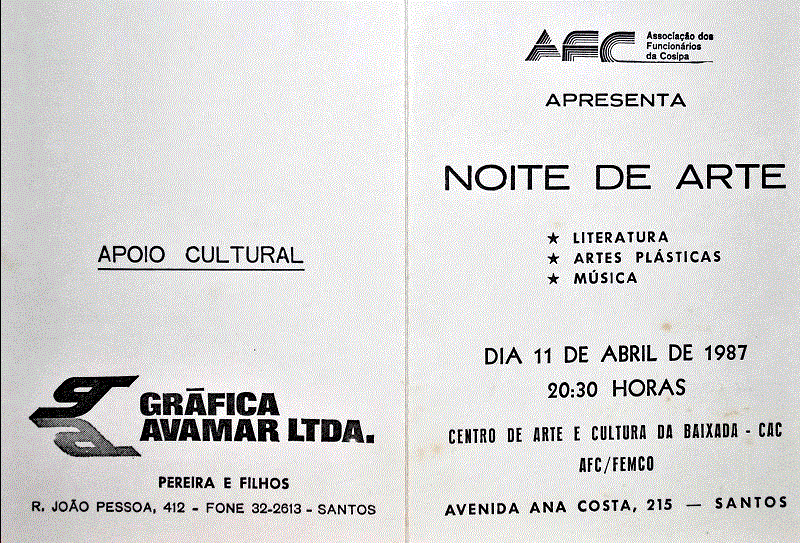 APOIO CULTURAL
GRÁFICA
AVAMAR LTDA.
PEREIRA E FILHOS
R. JOÃO PESSOA, 412 - FONE 32-2613 - SANTOS
AFC
Associação dos
Funcionários
da Cosipa
APRESENTA
NOITE DE ARTE
★ LITERATURA
★ ARTES PLÁSTICAS
★ MÚSICA
DIA 11 DE ABRIL DE 1987
20:30 HORAS
CENTRO DE ARTE E CULTURA DA BAIXADA - CAC
AFC/FEMCO
AVENIDA ANA COSTA, 215 — SANTOS